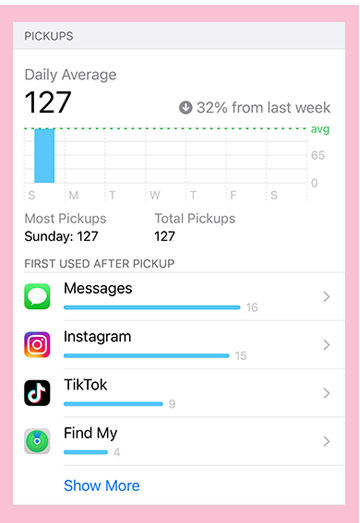 PICKUPS
Daily Average
127
32% from last week
avg
65
0
S M T W T F S
Most Pickups Total Pickups
Sunday: 127 127
FIRST USED AFTER PICKUP
Messages
16
Instagram
15
TikTok
9
Find My
4
Show More